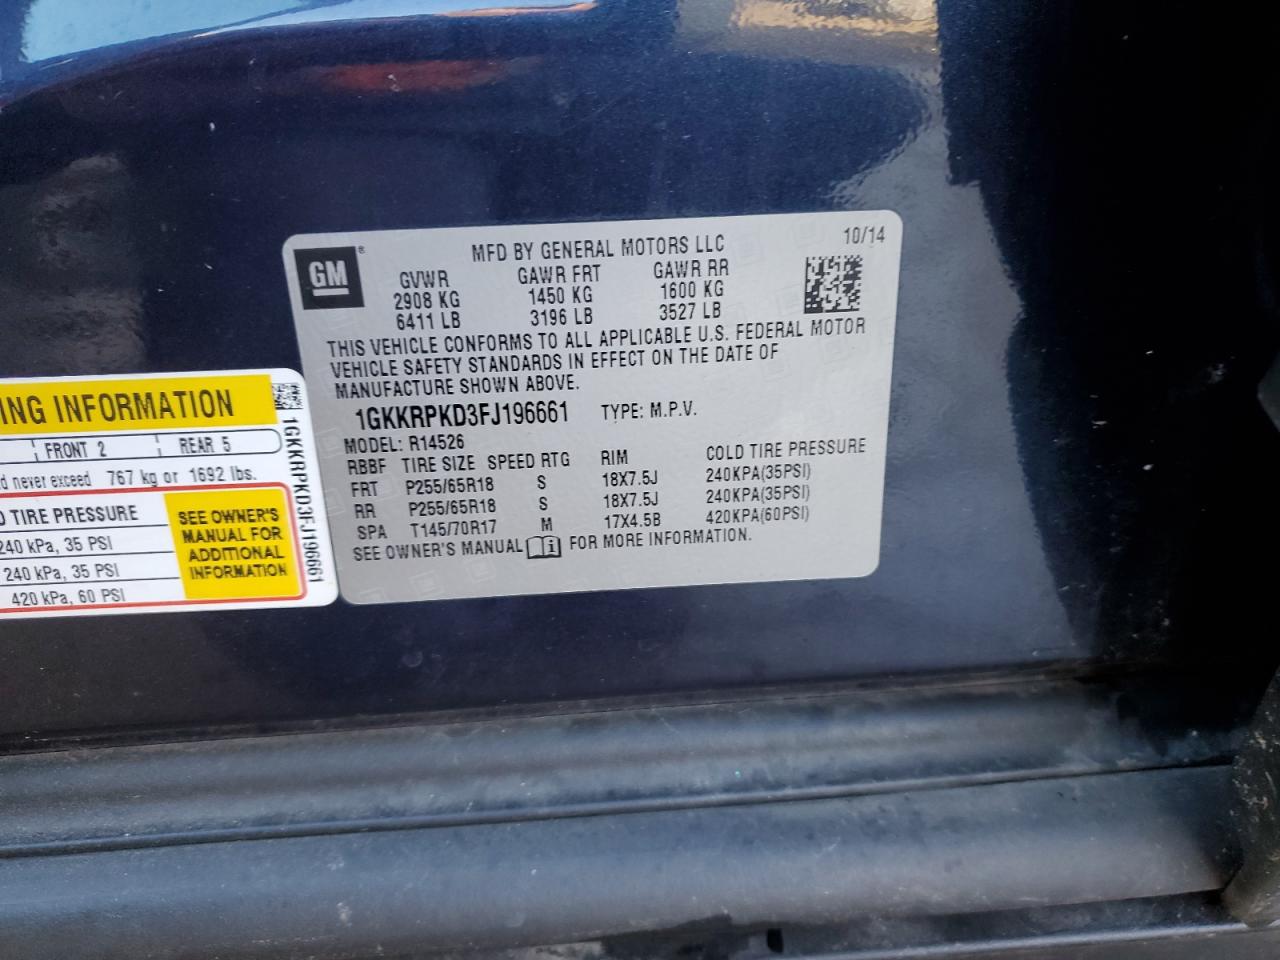 GM ®
MFD BY GENERAL MOTORS LLC 10/14
GVWR GAWR FRT GAWR RR
2908 KG 1450 KG 1600 KG
6411 LB 3196 LB 3527 LB
THIS VEHICLE CONFORMS TO ALL APPLICABLE U.S. FEDERAL MOTOR
VEHICLE SAFETY STANDARDS IN EFFECT ON THE DATE OF
MANUFACTURE SHOWN ABOVE.
1GKKRPKD3FJ196661 TYPE: M.P.V.
MODEL: R14526
RBBF TIRE SIZE SPEED RTG RIM COLD TIRE PRESSURE
FRT P255/65R18 S 18X7.5J 240KPA(35PSI)
RR P255/65R18 S 18X7.5J 240KPA(35PSI)
SPA T145/70R17 M 17X4.5B 420KPA(60PSI)
SEE OWNER'S MANUAL i FOR MORE INFORMATION.
ING INFORMATION
FRONT 2 REAR 5
d never exceed 767 kg or 1692 lbs.
TIRE PRESSURE
240 kPa, 35 PSI
240 kPa, 35 PSI
420 kPa, 60 PSI
SEE OWNER'S
MANUAL FOR
ADDITIONAL
INFORMATION
1GKKRPKD3FJ196661